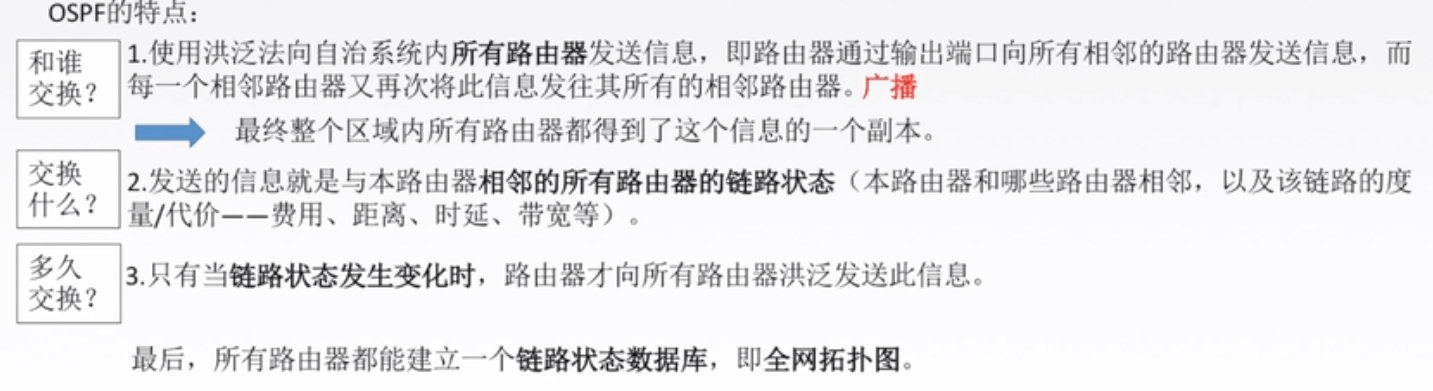 OSPF的特点：
和谁
交换？
1.使用洪泛法向自治系统内所有路由器发送信息，即路由器通过输出端口向所有相邻的路由器发送信息，而
每一个相邻路由器又再次将此信息发往其所有的相邻路由器。广播
最终整个区域内所有路由器都得到了这个信息的一个副本。
交换
什么？
2.发送的信息就是与本路由器相邻的所有路由器的链路状态（本路由器和哪些路由器相邻，以及该链路的度
量/代价——费用、距离、时延、带宽等）。
多久
交换？
3.只有当链路状态发生变化时，路由器才向所有路由器洪泛发送此信息。
最后，所有路由器都能建立一个链路状态数据库，即全网拓扑图。